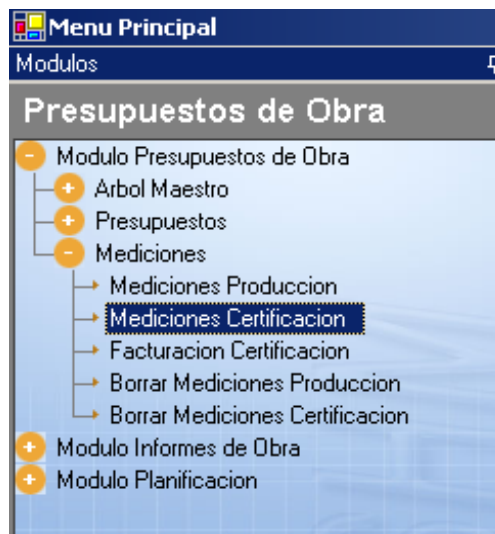 Menu Principal
Modulos
Presupuestos de Obra
Modulo Presupuestos de Obra
Arbol Maestro
Presupuestos
Mediciones
Mediciones Produccion
Mediciones Certificacion
Facturacion Certificacion
Borrar Mediciones Produccion
Borrar Mediciones Certificacion
Modulo Informes de Obra
Modulo Planificacion